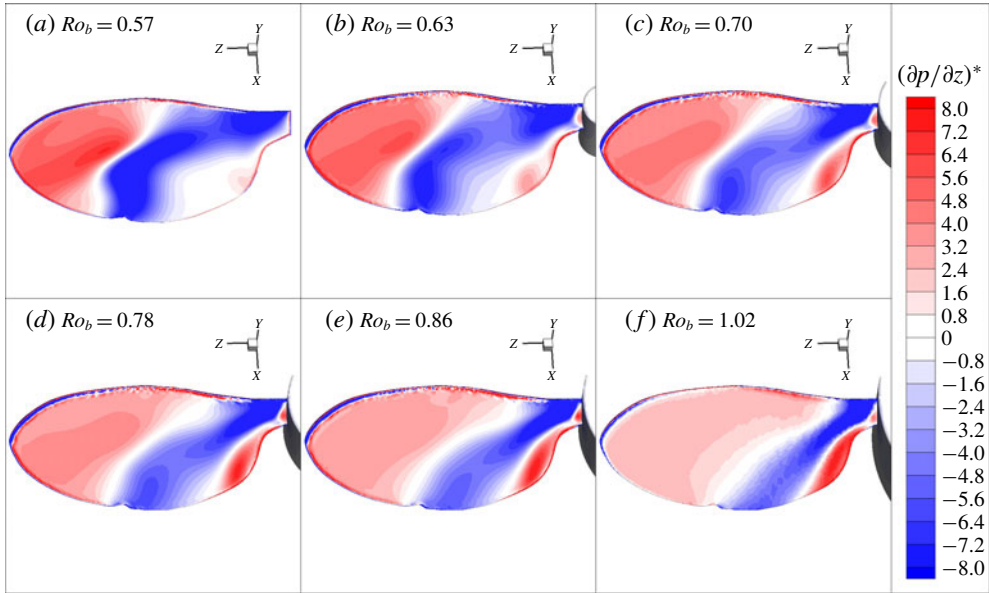 (a) Ro_b = 0.57
Y
Z
X
(b) Ro_b = 0.63
Y
Z
X
(c) Ro_b = 0.70
Y
Z
X
(∂p/∂z)*
8.0
7.2
6.4
5.6
4.8
4.0
3.2
2.4
1.6
0.8
0
−0.8
−1.6
−2.4
−3.2
−4.0
−4.8
−5.6
−6.4
−7.2
−8.0
(d) Ro_b = 0.78
Y
Z
X
(e) Ro_b = 0.86
Y
Z
X
(f) Ro_b = 1.02
Y
Z
X